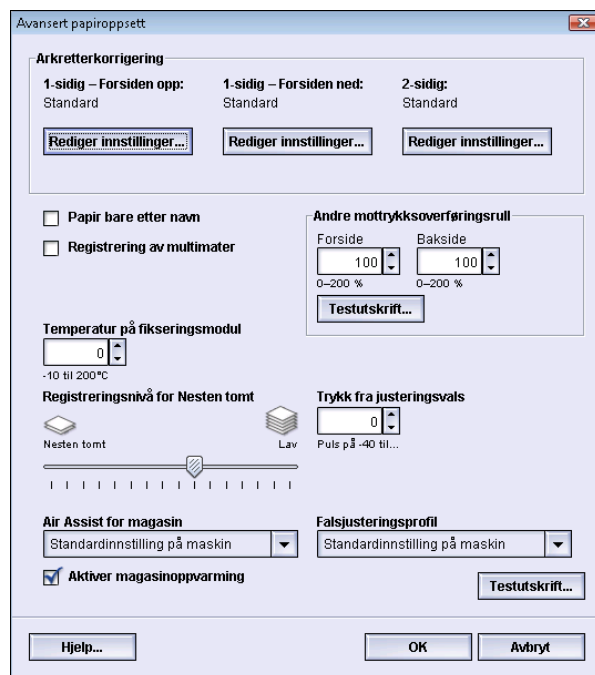 Avansert papiroppsett
Arkretterkorrigering
1-sidig – Forsiden opp: 1-sidig – Forsiden ned: 2-sidig:
Standard Standard Standard
Rediger innstillinger... Rediger innstillinger... Rediger innstillinger...
Papir bare etter navn
Registrering av multimater
Andre mottrykksoverføringsrull
Forside Bakside
100 100
0–200 % 0–200 %
Testutskrift...
Temperatur på fikseringsmodul
0
-10 til 200°C
Registreringsnivå for Nesten tomt
Nesten tomt Lav
Trykk fra justeringsvals
0
Puls på -40 til...
Air Assist for magasin
Standardinnstilling på maskin
Falsjusteringsprofil
Standardinnstilling på maskin
Aktiver magasinoppvarming
Testutskrift...
Hjelp... OK Avbryt